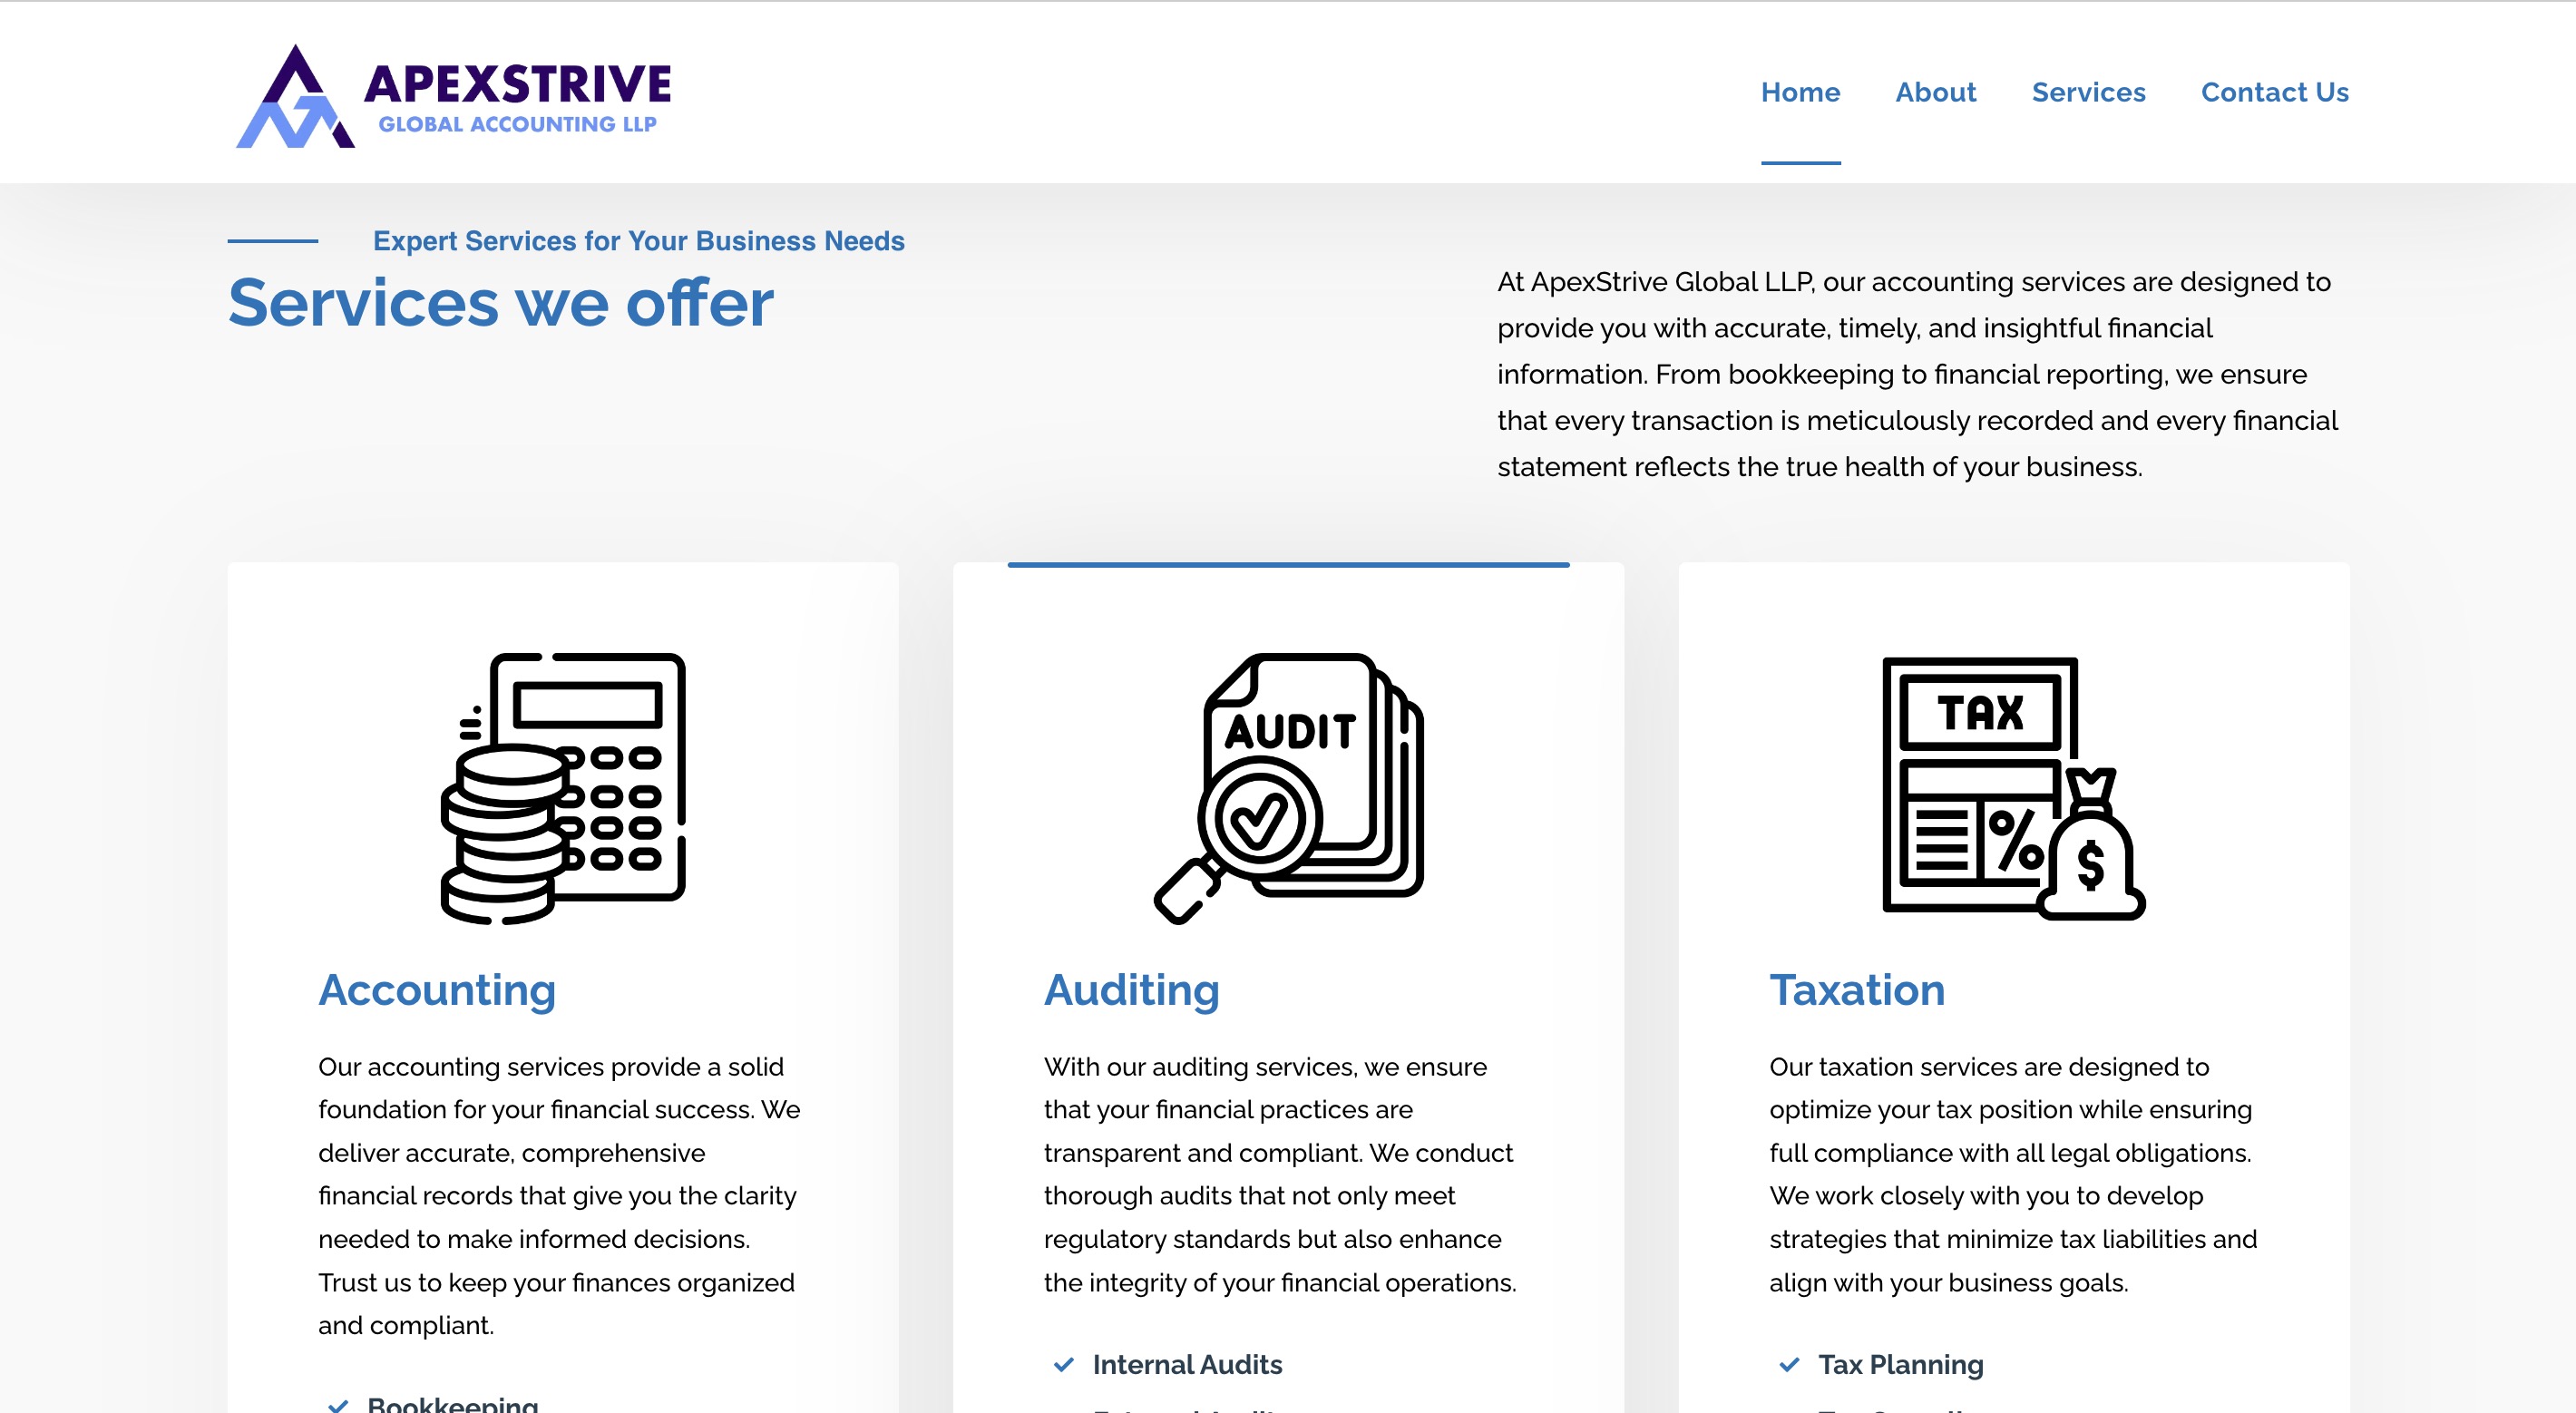 APEXSTRIVE
GLOBAL ACCOUNTING LLP
Home
About
Services
Contact Us
Expert Services for Your Business Needs
Services we offer
At ApexStrive Global LLP, our accounting services are designed to
provide you with accurate, timely, and insightful financial
information. From bookkeeping to financial reporting, we ensure
that every transaction is meticulously recorded and every financial
statement reflects the true health of your business.
Accounting
Our accounting services provide a solid
foundation for your financial success. We
deliver accurate, comprehensive
financial records that give you the clarity
needed to make informed decisions.
Trust us to keep your finances organized
and compliant.
Bookkeeping
AUDIT
Auditing
With our auditing services, we ensure
that your financial practices are
transparent and compliant. We conduct
thorough audits that not only meet
regulatory standards but also enhance
the integrity of your financial operations.
Internal Audits
TAX
%
$
Taxation
Our taxation services are designed to
optimize your tax position while ensuring
full compliance with all legal obligations.
We work closely with you to develop
strategies that minimize tax liabilities and
align with your business goals.
Tax Planning